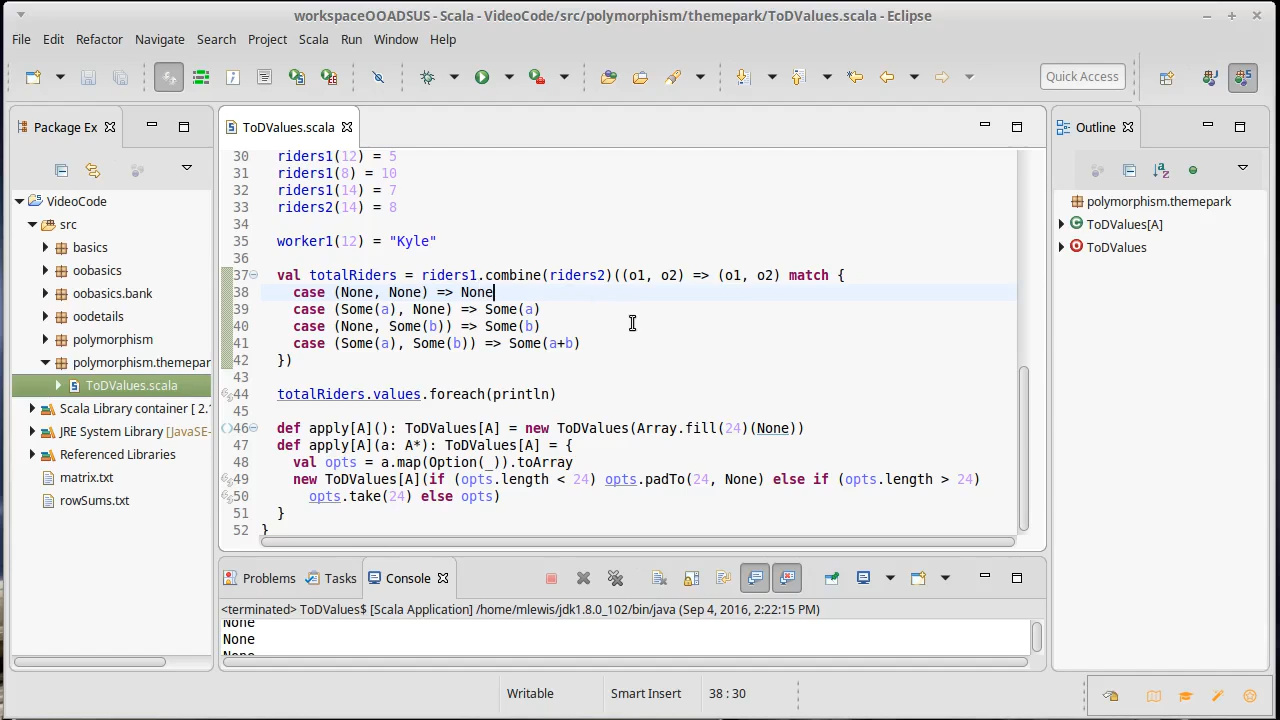 workspaceOOADSUS - Scala - VideoCode/src/polymorphism/themepark/ToDValues.scala - Eclipse
File Edit Refactor Navigate Search Project Scala Run Window Help
Quick Access
Package Ex
ToDValues.scala
Outline
VideoCode
src
basics
oobasics
oobasics.bank
oodetails
polymorphism
polymorphism.themepar
ToDValues.scala
Scala Library container [ 2.
JRE System Library [JavaSE-
Referenced Libraries
matrix.txt
rowSums.txt
30 riders1(12) = 5
31 riders1(8) = 10
32 riders1(14) = 7
33 riders2(14) = 8
34
35 worker1(12) = "Kyle"
36
37 val totalRiders = riders1.combine(riders2)((o1, o2) => (o1, o2) match {
38 case (None, None) => None
39 case (Some(a), None) => Some(a)
40 case (None, Some(b)) => Some(b)
41 case (Some(a), Some(b)) => Some(a+b)
42 })
43
44 totalRiders.values.foreach(println)
45
46 def apply[A](): ToDValues[A] = new ToDValues(Array.fill(24)(None))
47 def apply[A](a: A*): ToDValues[A] = {
48 val opts = a.map(Option(_)).toArray
49 new ToDValues[A](if (opts.length < 24) opts.padTo(24, None) else if (opts.length > 24)
50 opts.take(24) else opts)
51 }
52 }
polymorphism.themepark
ToDValues[A]
ToDValues
Problems Tasks Console
<terminated> ToDValues$ [Scala Application] /home/mlewis/jdk1.8.0_102/bin/java (Sep 4, 2016, 2:22:15 PM)
None
None
None
Writable Smart Insert 38 : 30